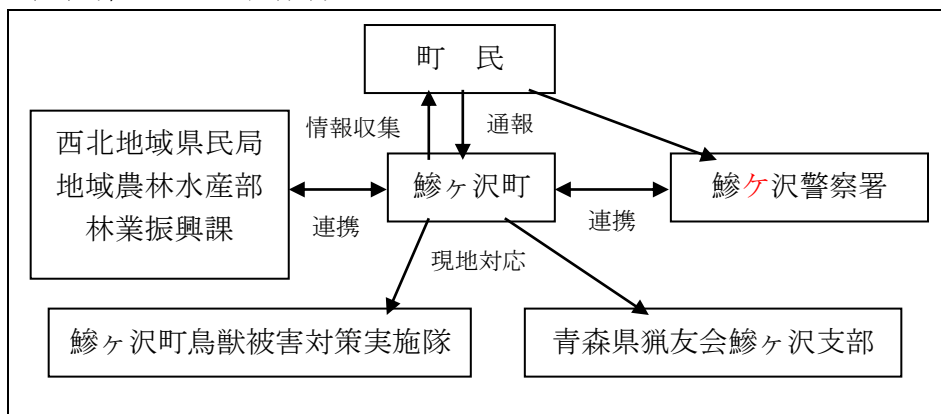 町　民
情報収集
通報
西北地域県民局
地域農林水産部
林業振興課
連携
鰺ヶ沢町
連携
鰺ケ沢警察署
現地対応
鰺ヶ沢町鳥獣被害対策実施隊
青森県猟友会鰺ヶ沢支部